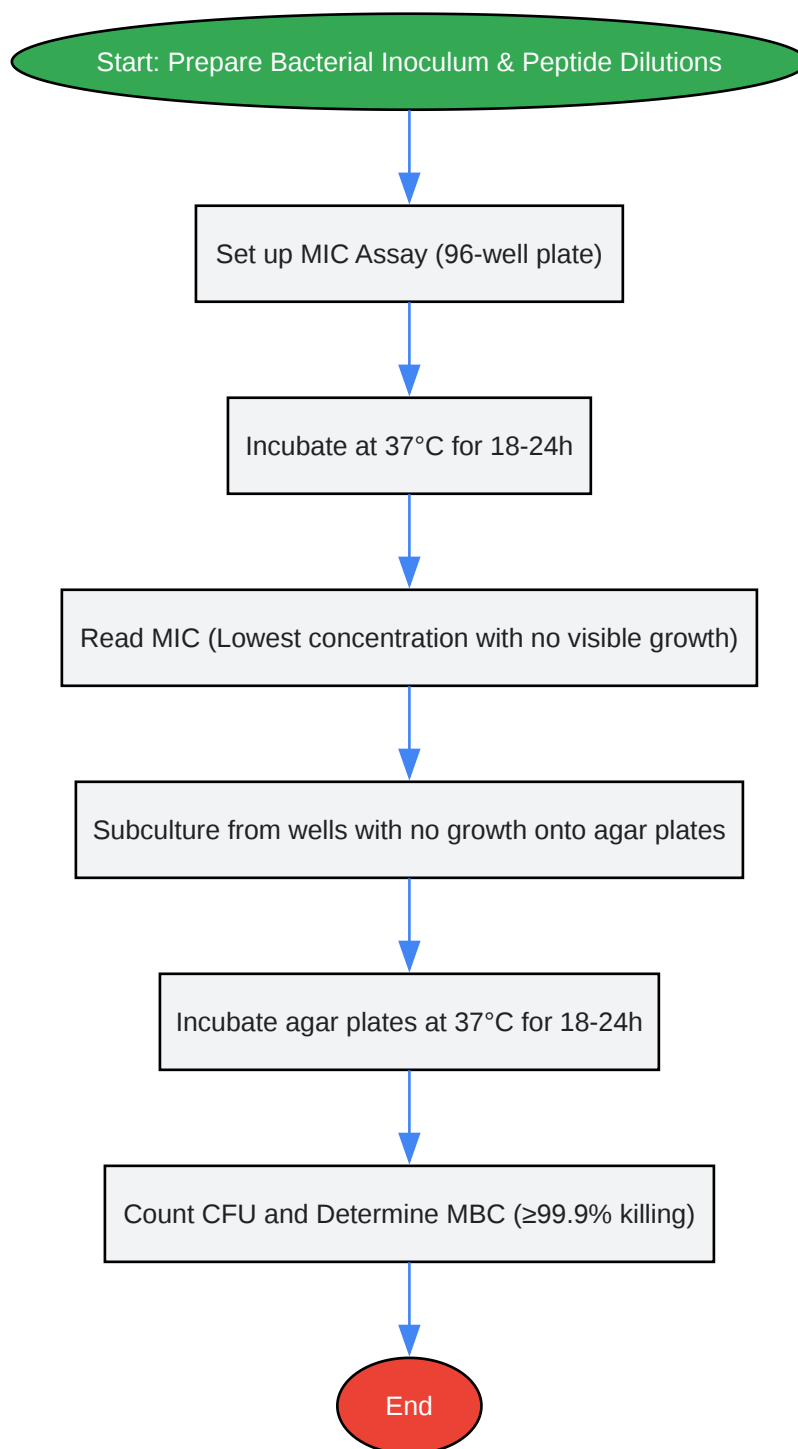 Start: Prepare Bacterial Inoculum & Peptide Dilutions
Set up MIC Assay (96-well plate)
Incubate at 37°C for 18-24h
Read MIC (Lowest concentration with no visible growth)
Subculture from wells with no growth onto agar plates
Incubate agar plates at 37°C for 18-24h
Count CFU and Determine MBC (≥99.9% killing)
End